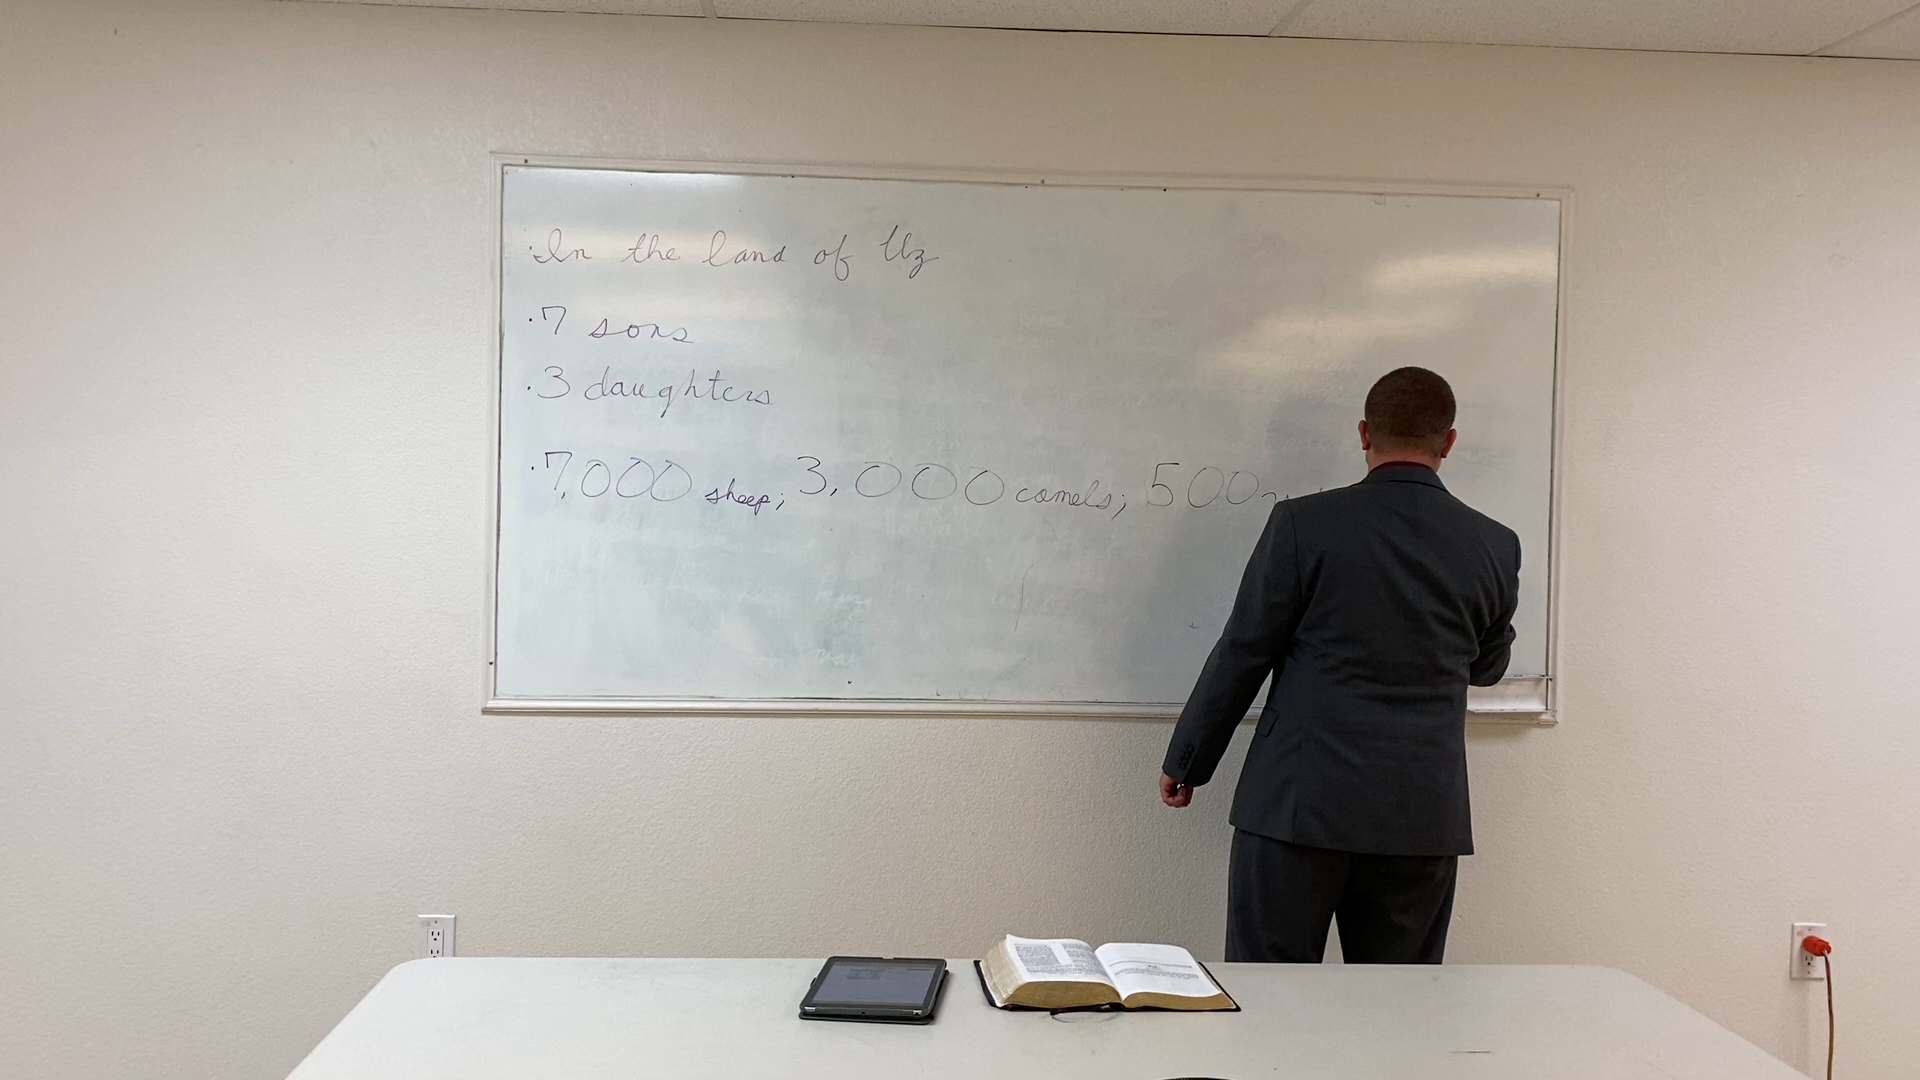 · In the land of Uz
· 7 sons
· 3 daughters
· 7,000 sheep; 3,000 camels; 500